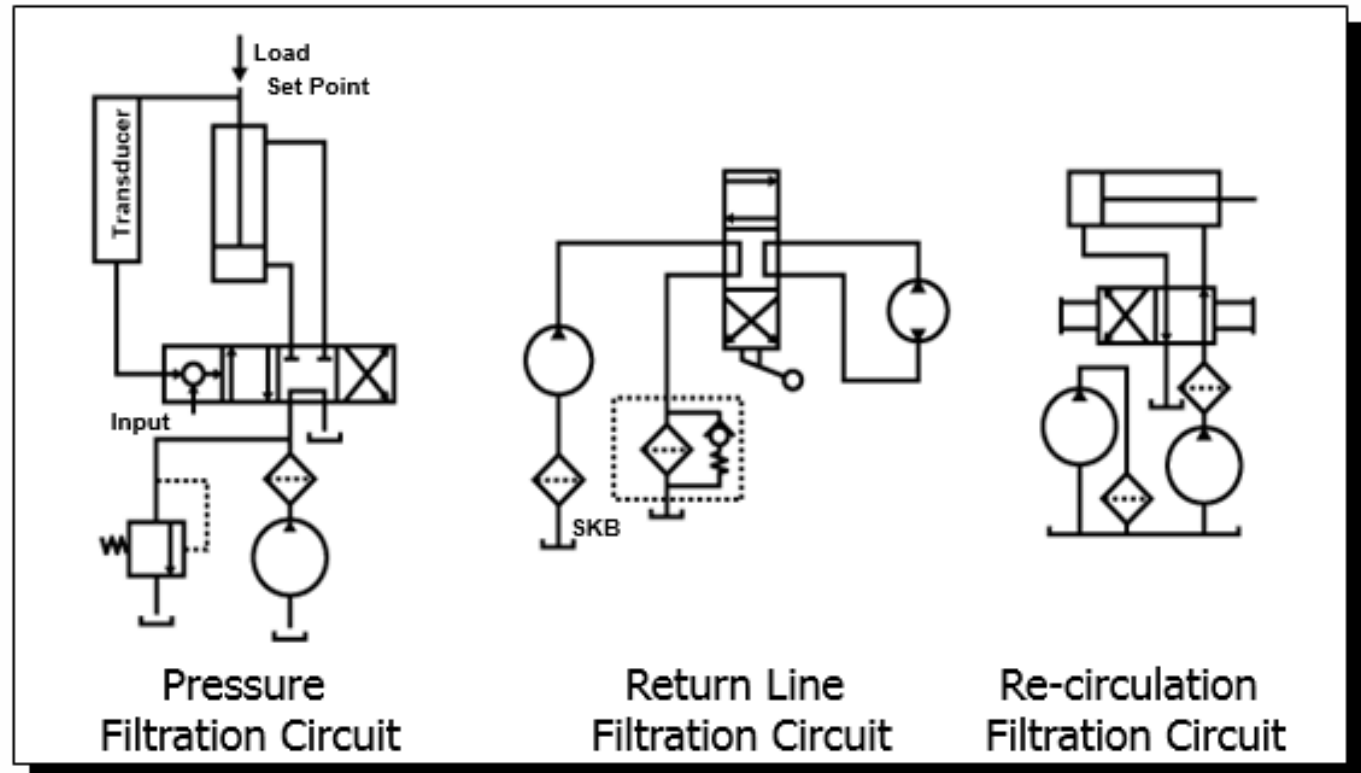 Load
Set Point
Transducer
Input
SKB
Pressure
Filtration Circuit
Return Line
Filtration Circuit
Re-circulation
Filtration Circuit